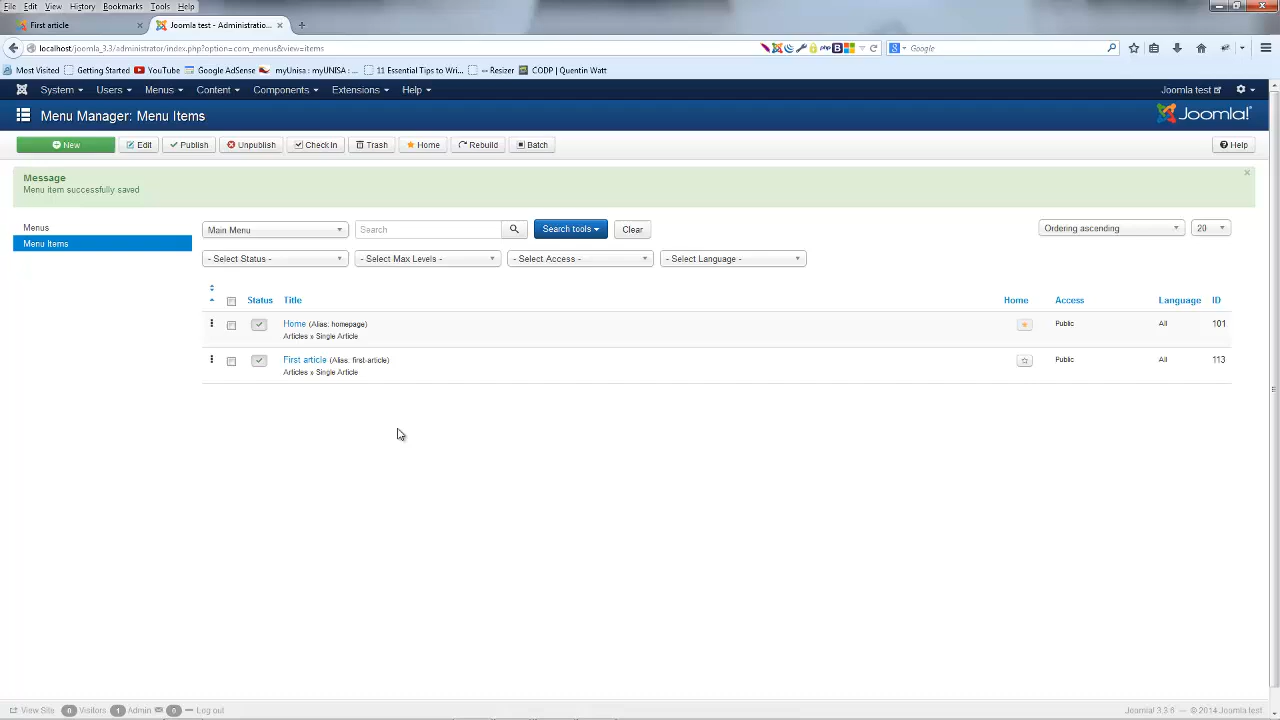 File Edit View History Bookmarks Tools Help
First article
Joomla test - Administratio...
localhost/joomla_3.3/administrator/index.php?option=com_menus&view=items
php
B
Google
Most Visited Getting Started YouTube Google AdSense myUnisa : myUNISA : ... 11 Essential Tips to Wri... -- Resizer CODP | Quentin Watt
System Users Menus Content Components Extensions Help
Joomla test
Menu Manager: Menu Items
Joomla!
New Edit Publish Unpublish Check In Trash Home Rebuild Batch Help
Message
Menu item successfully saved
Menus
Menu Items
Main Menu Search Search tools Clear Ordering ascending 20
- Select Status - - Select Max Levels - - Select Access - - Select Language -
Status Title Home Access Language ID
Home (Alias: homepage) Public All 101
Articles » Single Article
First article (Alias: first-article) Public All 113
Articles » Single Article
View Site 0 Visitors 1 Admin 0 Log out
Joomla! 3.3.6 — © 2014 Joomla test